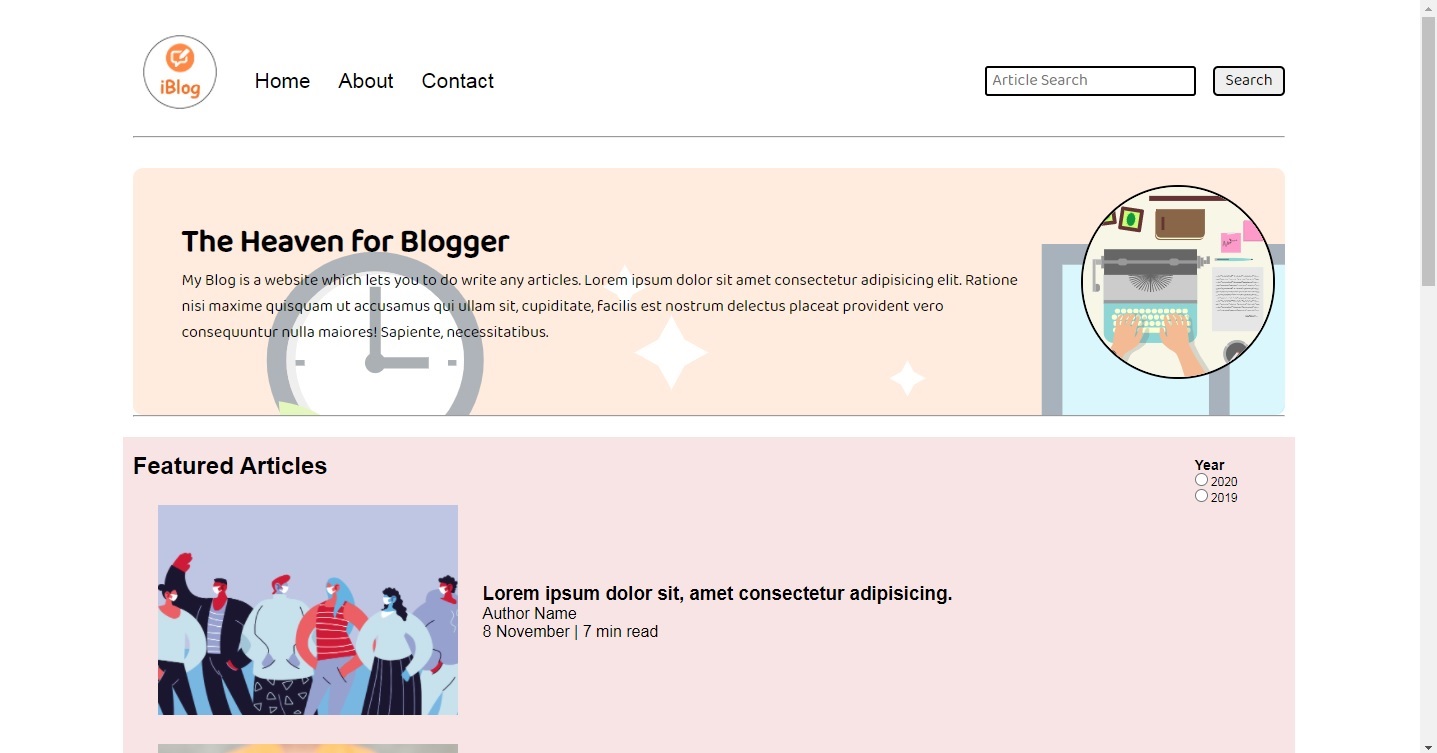 iBlog
Home About Contact
Article Search
Search
The Heaven for Blogger
My Blog is a website which lets you to do write any articles. Lorem ipsum dolor sit amet consectetur adipisicing elit. Ratione
nisi maxime quisquam ut accusamus qui ullam sit, cupiditate, facilis est nostrum delectus placeat provident vero
consequuntur nulla maiores! Sapiente, necessitatibus.
Featured Articles
Year
2020
2019
Lorem ipsum dolor sit, amet consectetur adipisicing.
Author Name
8 November | 7 min read